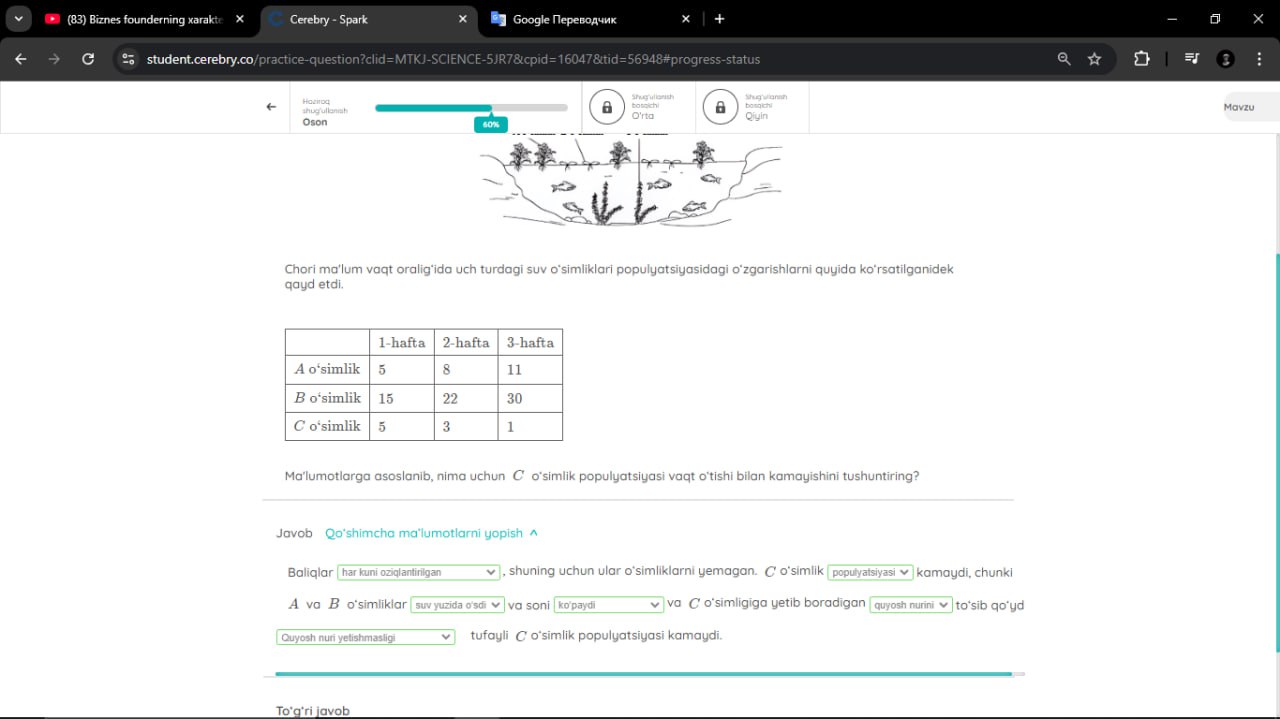 (83) Biznes founderning xarakte
Cerebry - Spark
Google Переводчик
student.cerebry.co/practice-question?clid=MTKJ-SCIENCE-5JR7&cpid=16047&tid=56948#progress-status
Hoziroq
shug'ullanish
Oson
60%
Shug'ullanish
bosqichi
O'rta
Shug'ullanish
bosqichi
Qiyin
Mavzu
Chori ma'lum vaqt oralig'ida uch turdagi suv o'simliklari populyatsiyasidagi o'zgarishlarni quyida ko'rsatilganidek
qayd etdi.
1-hafta 2-hafta 3-hafta
A o'simlik 5 8 11
B o'simlik 15 22 30
C o'simlik 5 3 1
Ma'lumotlarga asoslanib, nima uchun C o'simlik populyatsiyasi vaqt o'tishi bilan kamayishini tushuntiring?
Javob Qo'shimcha ma'lumotlarni yopish ^
Baliqlar har kuni oziqlantirilgan , shuning uchun ular o'simliklarni yemagan. C o'simlik populyatsiyasi kamaydi, chunki
A va B o'simliklar suv yuzida o'sdi va soni ko'paydi va C o'simligiga yetib boradigan quyosh nurini to'sib qo'yd
Quyosh nuri yetishmasligi tufayli C o'simlik populyatsiyasi kamaydi.
To'g'ri javob